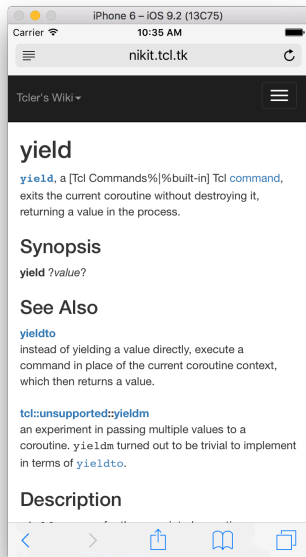 iPhone 6 – iOS 9.2 (13C75)
Carrier 10:35 AM
nikit.tcl.tk
Tcler's Wiki
yield
yield, a [Tcl Commands%|%built-in] Tcl command,
exits the current coroutine without destroying it,
returning a value in the process.
Synopsis
yield ?value?
See Also
yieldto
instead of yielding a value directly, execute a
command in place of the current coroutine context,
which then returns a value.
tcl::unsupported::yieldm
an experiment in passing multiple values to a
coroutine. yieldm turned out to be trivial to implement
in terms of yieldto.
Description